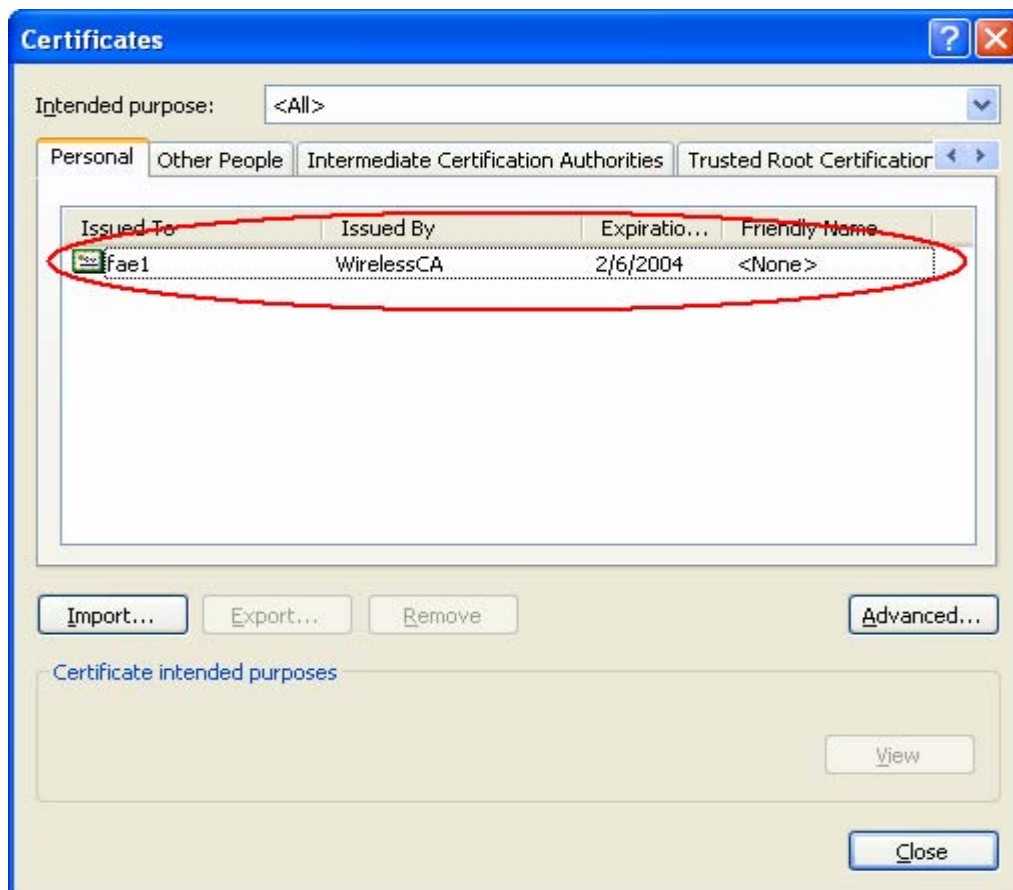 Certificates
Intended purpose: <All>
Personal Other People Intermediate Certification Authorities Trusted Root Certification
Issued To Issued By Expiratio... Friendly Name
fae1 WirelessCA 2/6/2004 <None>
Import... Export... Remove Advanced...
Certificate intended purposes
View
Close